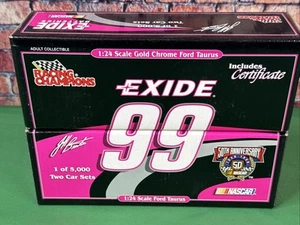 ADULT COLLECTIBLE
1:24 Scale Gold Chrome Ford Taurus
RACING
CHAMPIONS
EXIDE
Includes
Certificate
99
1 of 5,000
Two Car Sets
50TH ANNIVERSARY
50
NASCAR
1:24 Scale Ford Taurus